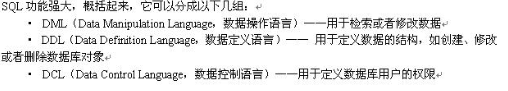 SQL 功能强大，概括起来，它可以分成以下几组：
• DML（Data Manipulation Language，数据操作语言）——用于检索或者修改数据
• DDL（Data Definition Language，数据定义语言）—— 用于定义数据的结构，如创建、修改
或者删除数据库对象
• DCL（Data Control Language，数据控制语言）——用于定义数据库用户的权限